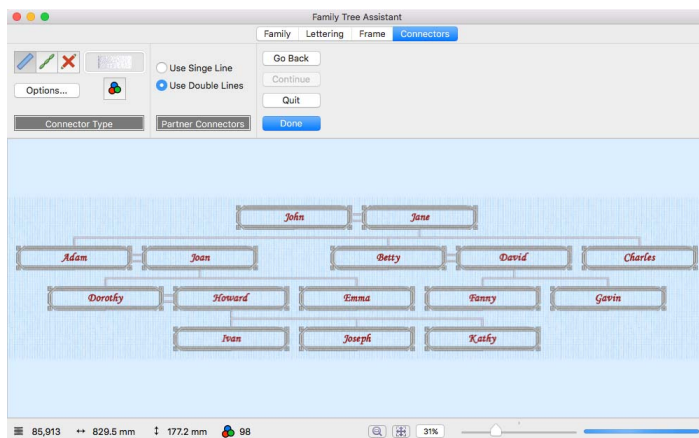 Family Tree Assistant
Family Lettering Frame Connectors
Use Singe Line
Use Double Lines
Options...
Connector Type
Partner Connectors
Go Back
Continue
Quit
Done
John Jane
Adam Joan Betty David Charles
Dorothy Howard Emma Fanny Gavin
Ivan Joseph Kathy
85,913 829.5 mm 177.2 mm 98 31%